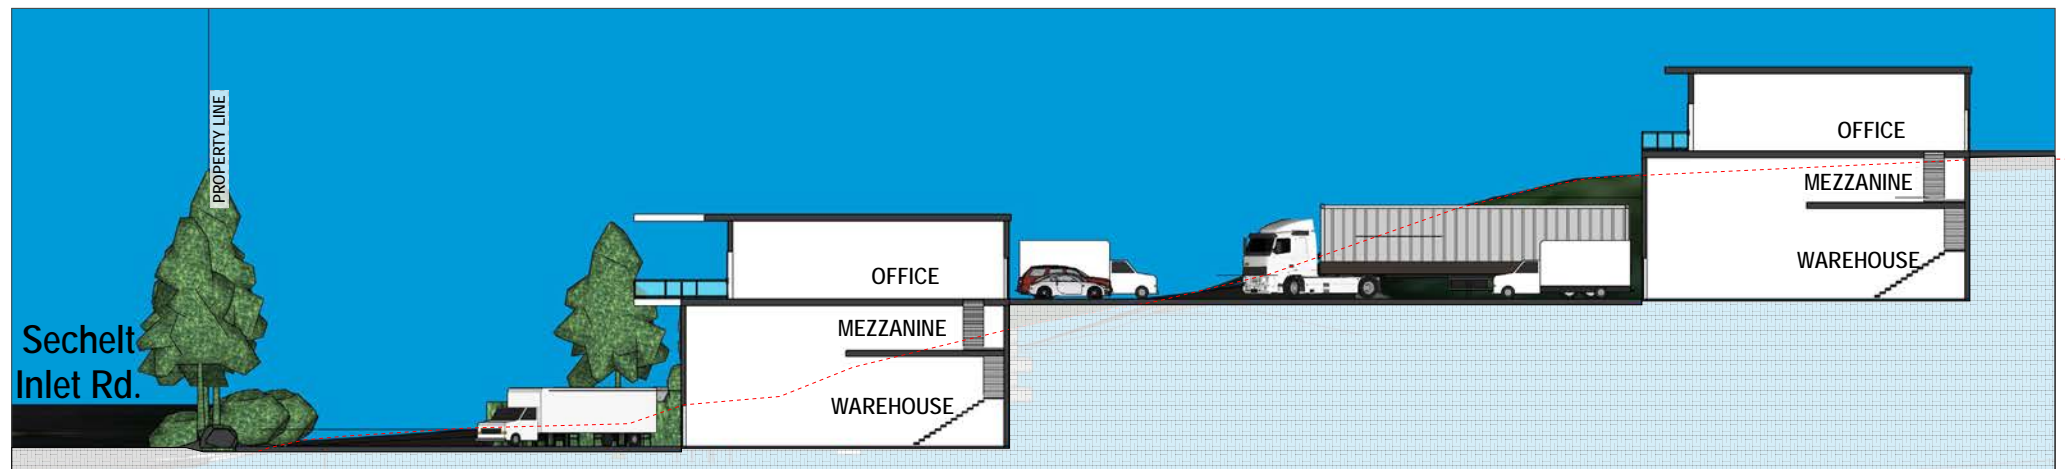 PROPERTY LINE
Sechelt
Inlet Rd.
OFFICE
MEZZANINE
WAREHOUSE
OFFICE
MEZZANINE
WAREHOUSE